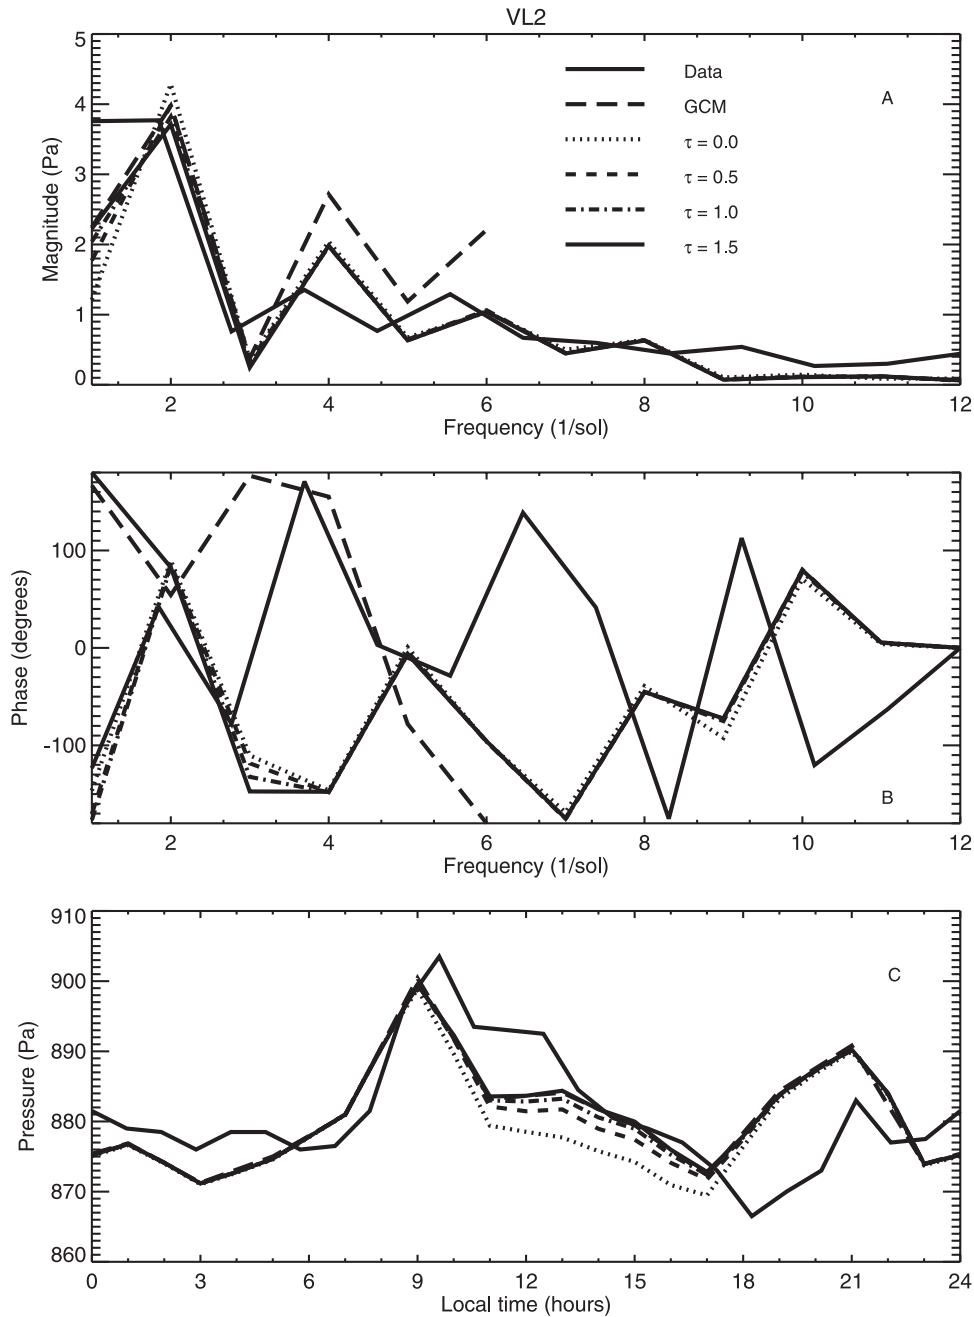 VL2
5
4
3
2
1
0
Magnitude (Pa)
Data
GCM
τ = 0.0
τ = 0.5
τ = 1.0
τ = 1.5
A
2 4 6 8 10 12
Frequency (1/sol)
100
0
-100
Phase (degrees)
B
2 4 6 8 10 12
Frequency (1/sol)
910
900
890
880
870
860
Pressure (Pa)
C
0 3 6 9 12 15 18 21 24
Local time (hours)